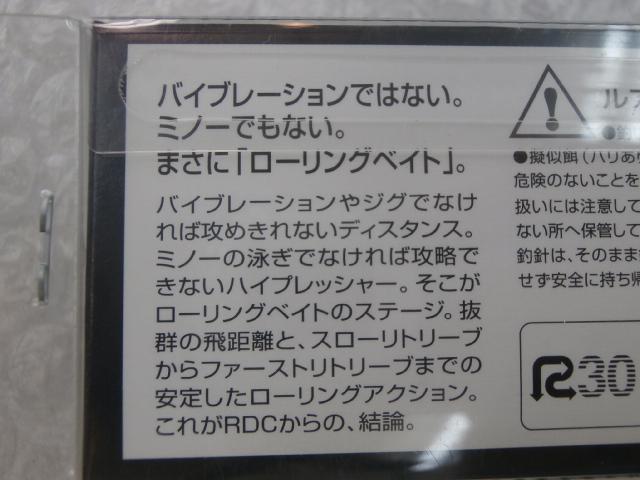 バイブレーションではない。
ミノーでもない。
まさに「ローリングベイト」。
バイブレーションやジグでなけ
れば攻めきれないディスタンス。
ミノーの泳ぎでなければ攻略で
きないハイプレッシャー。そこが
ローリングベイトのステージ。抜
群の飛距離と、スローリトリーブ
からファーストリトリーブまでの
安定したローリングアクション。
これがRDCからの、結論。
ルア
●擬似餌(ハリあり
危険のないことを
扱いには注意して
ない所へ保管して
釣針は、そのまま
せず安全に持ち帰
30